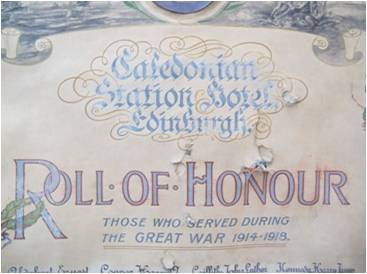 Caledonian
Station Hotel,
Edinburgh.
ROLL·OF·HONOUR
THOSE WHO SERVED DURING
THE GREAT WAR 1914-1918.